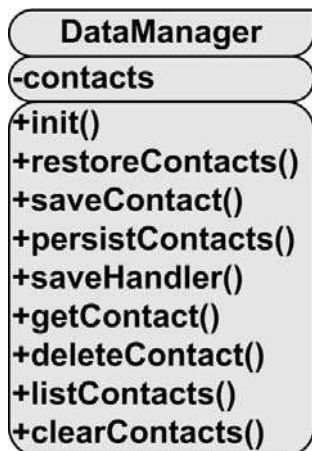 DataManager
-contacts
+init()
+restoreContacts()
+saveContact()
+persistContacts()
+saveHandler()
+getContact()
+deleteContact()
+listContacts()
+clearContacts()